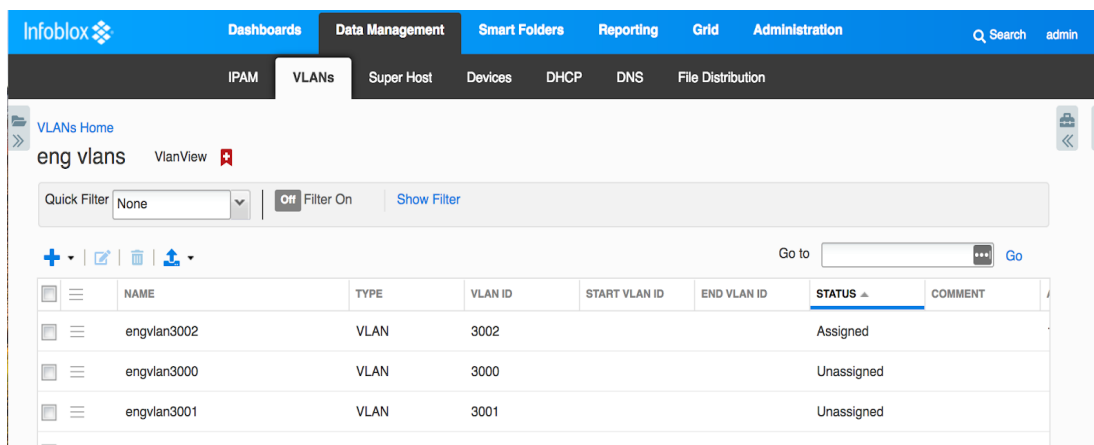 Infoblox Dashboards Data Management Smart Folders Reporting Grid Administration Search admin
IPAM VLANs Super Host Devices DHCP DNS File Distribution
VLANs Home
eng vlans VlanView
Quick Filter None Off Filter On Show Filter
Go to Go
NAME TYPE VLAN ID START VLAN ID END VLAN ID STATUS COMMENT
engvlan3002 VLAN 3002 Assigned
engvlan3000 VLAN 3000 Unassigned
engvlan3001 VLAN 3001 Unassigned